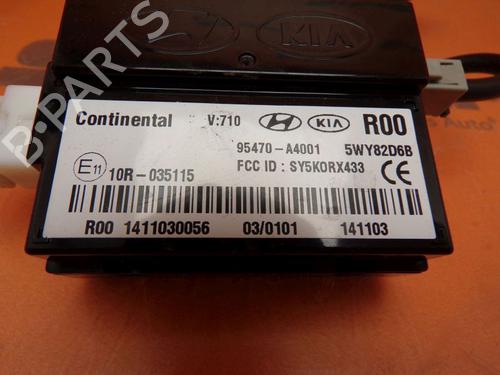 KIA
Continental V:710 HYUNDAI KIA R00
95470-A4001 5WY82D6B
FCC ID : SY5KORX433
E11 10R-035115 CE
R00 1411030056 03/0101 141103
B-PARTS